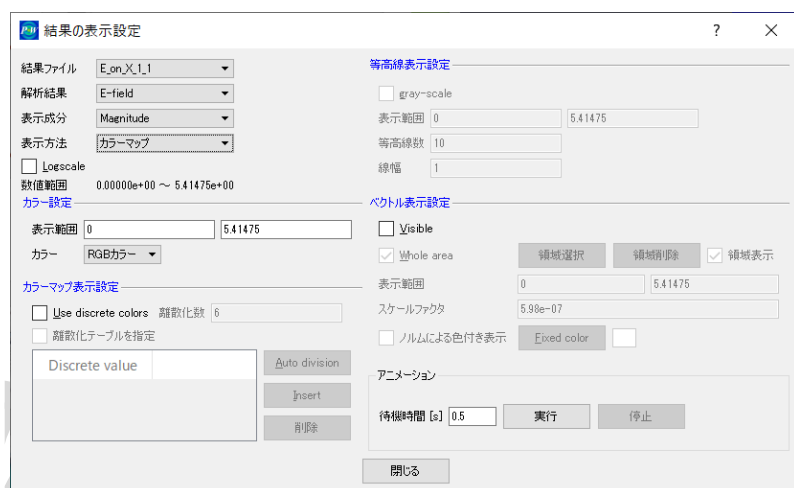 結果の表示設定
?
結果ファイル E_on_X_1_1
解析結果 E-field
表示成分 Magnitude
表示方法 カラーマップ
Logscale
数値範囲 0.00000e+00 ~ 5.41475e+00
カラー設定
表示範囲 0 5.41475
カラー RGBカラー
カラーマップ表示設定
Use discrete colors 離散化数 6
離散化テーブルを指定
Discrete value
Auto division
Insert
削除
等高線表示設定
gray-scale
表示範囲 0 5.41475
等高線数 10
線幅 1
ベクトル表示設定
Visible
Whole area 領域選択 領域削除 領域表示
表示範囲 0 5.41475
スケールファクタ 5.98e-07
ノルムによる色付き表示 Fixed color
アニメーション
待機時間 [s] 0.5 実行 停止
閉じる